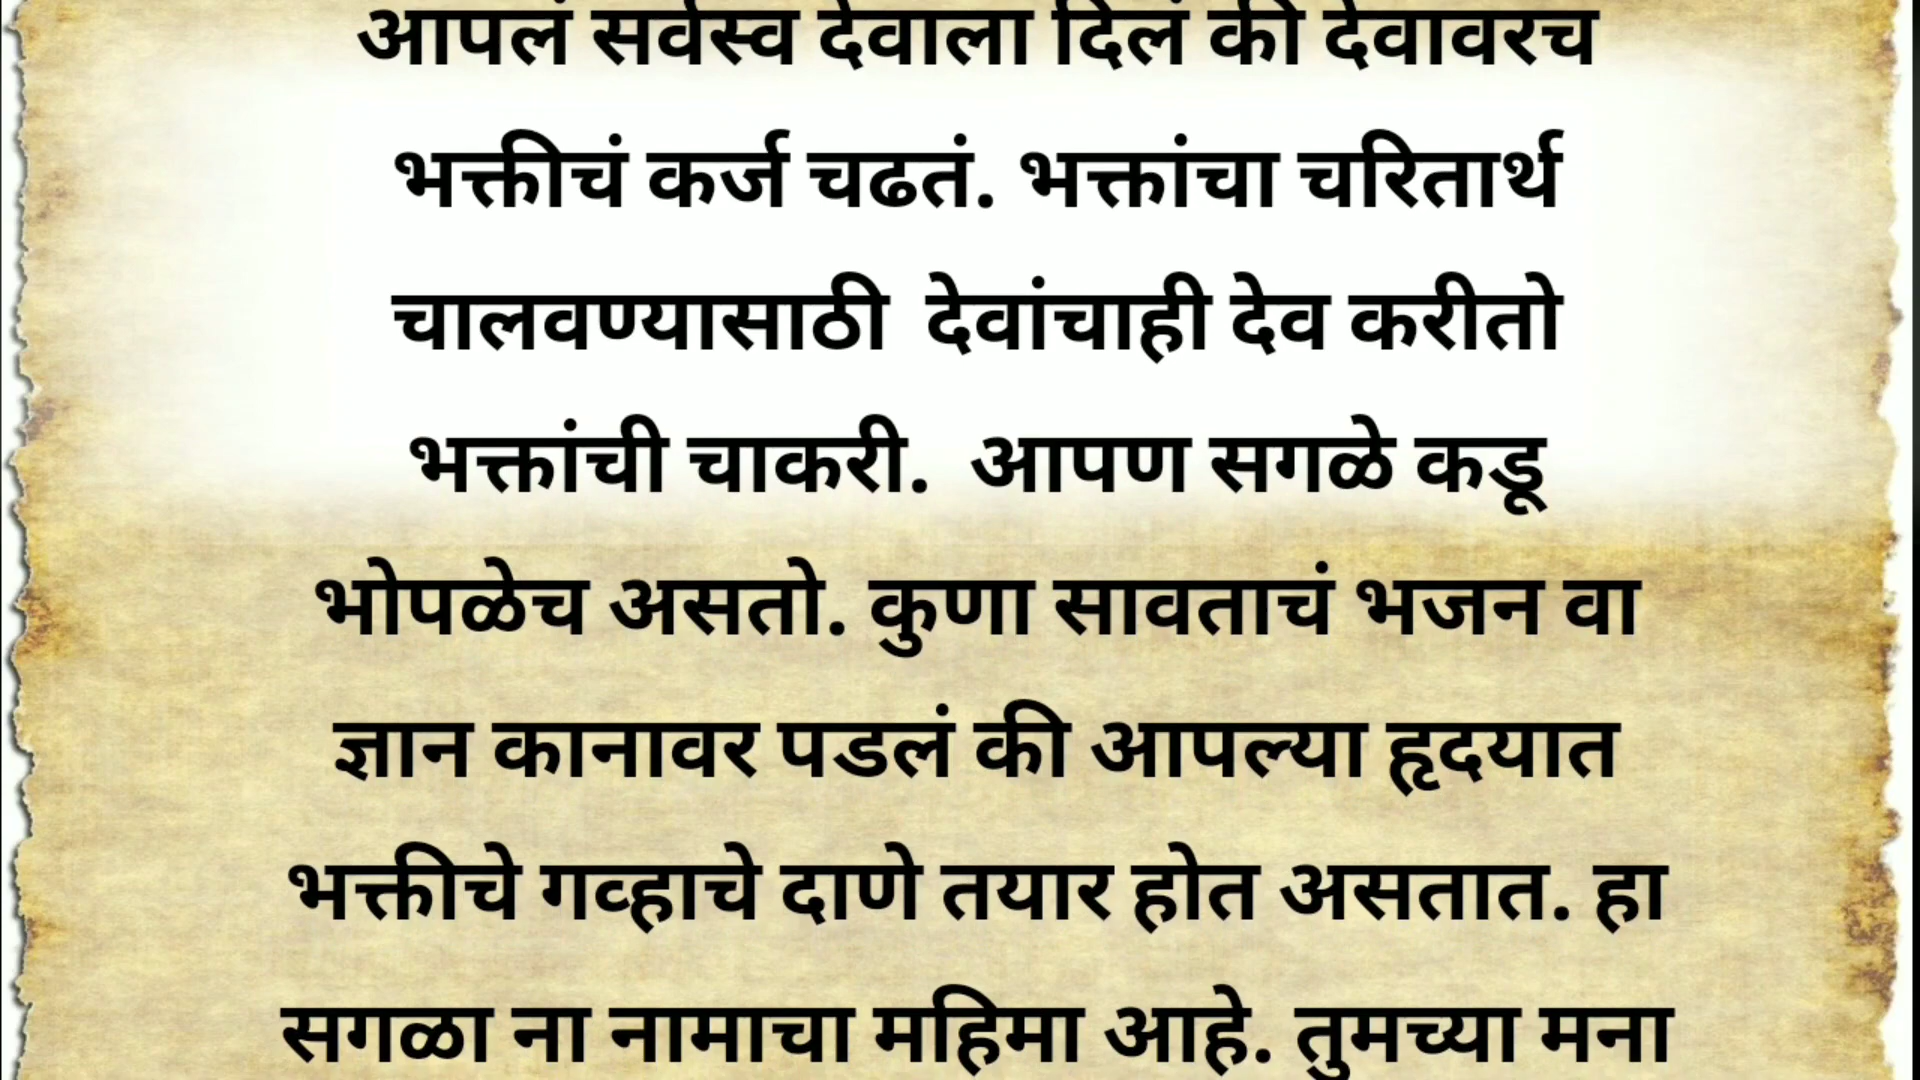 आपलं सर्वस्व देवाला दिलं की देवावरच
भक्तीचं कर्ज चढतं. भक्तांचा चरितार्थ
चालवण्यासाठी देवांचाही देव करीतो
भक्तांची चाकरी. आपण सगळे कडू
भोपळेच असतो. कुणा सावताचं भजन वा
ज्ञान कानावर पडलं की आपल्या हृदयात
भक्तीचे गव्हाचे दाणे तयार होत असतात. हा
सगळा ना नामाचा महिमा आहे. तुमच्या मना